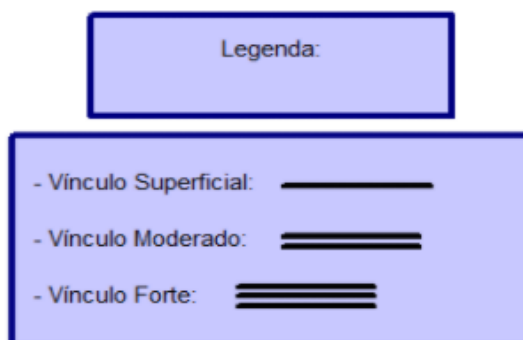 Legenda:
- Vínculo Superficial:
- Vínculo Moderado:
- Vínculo Forte: